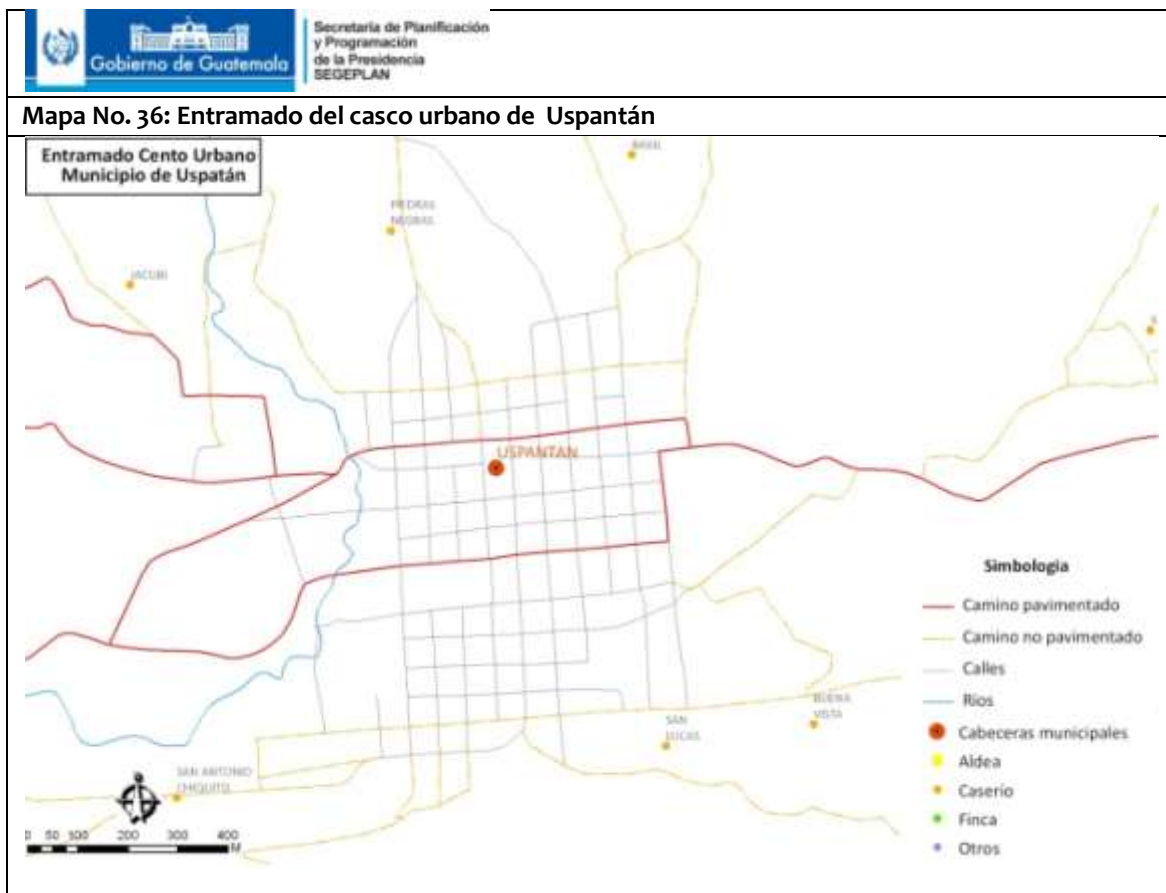 Gobierno de Guatemala
Secretaría de Planificación
y Programación
de la Presidencia
SEGEPLAN
Mapa No. 36: Entramado del casco urbano de Uspantán
Entramado Cento Urbano
Municipio de Uspatán
PIEDRAS
NEGRAS
JACUBI
USPANTAN
Simbologia
Camino pavimentado
Camino no pavimentado
Calles
Rios
Cabeceras municipales
Aldea
Caserio
Finca
Otros
BUENA
VISTA
SAN
LUCAS
SAN ANTONIO
CHIQUITO
0 50 100 200 300 400
M